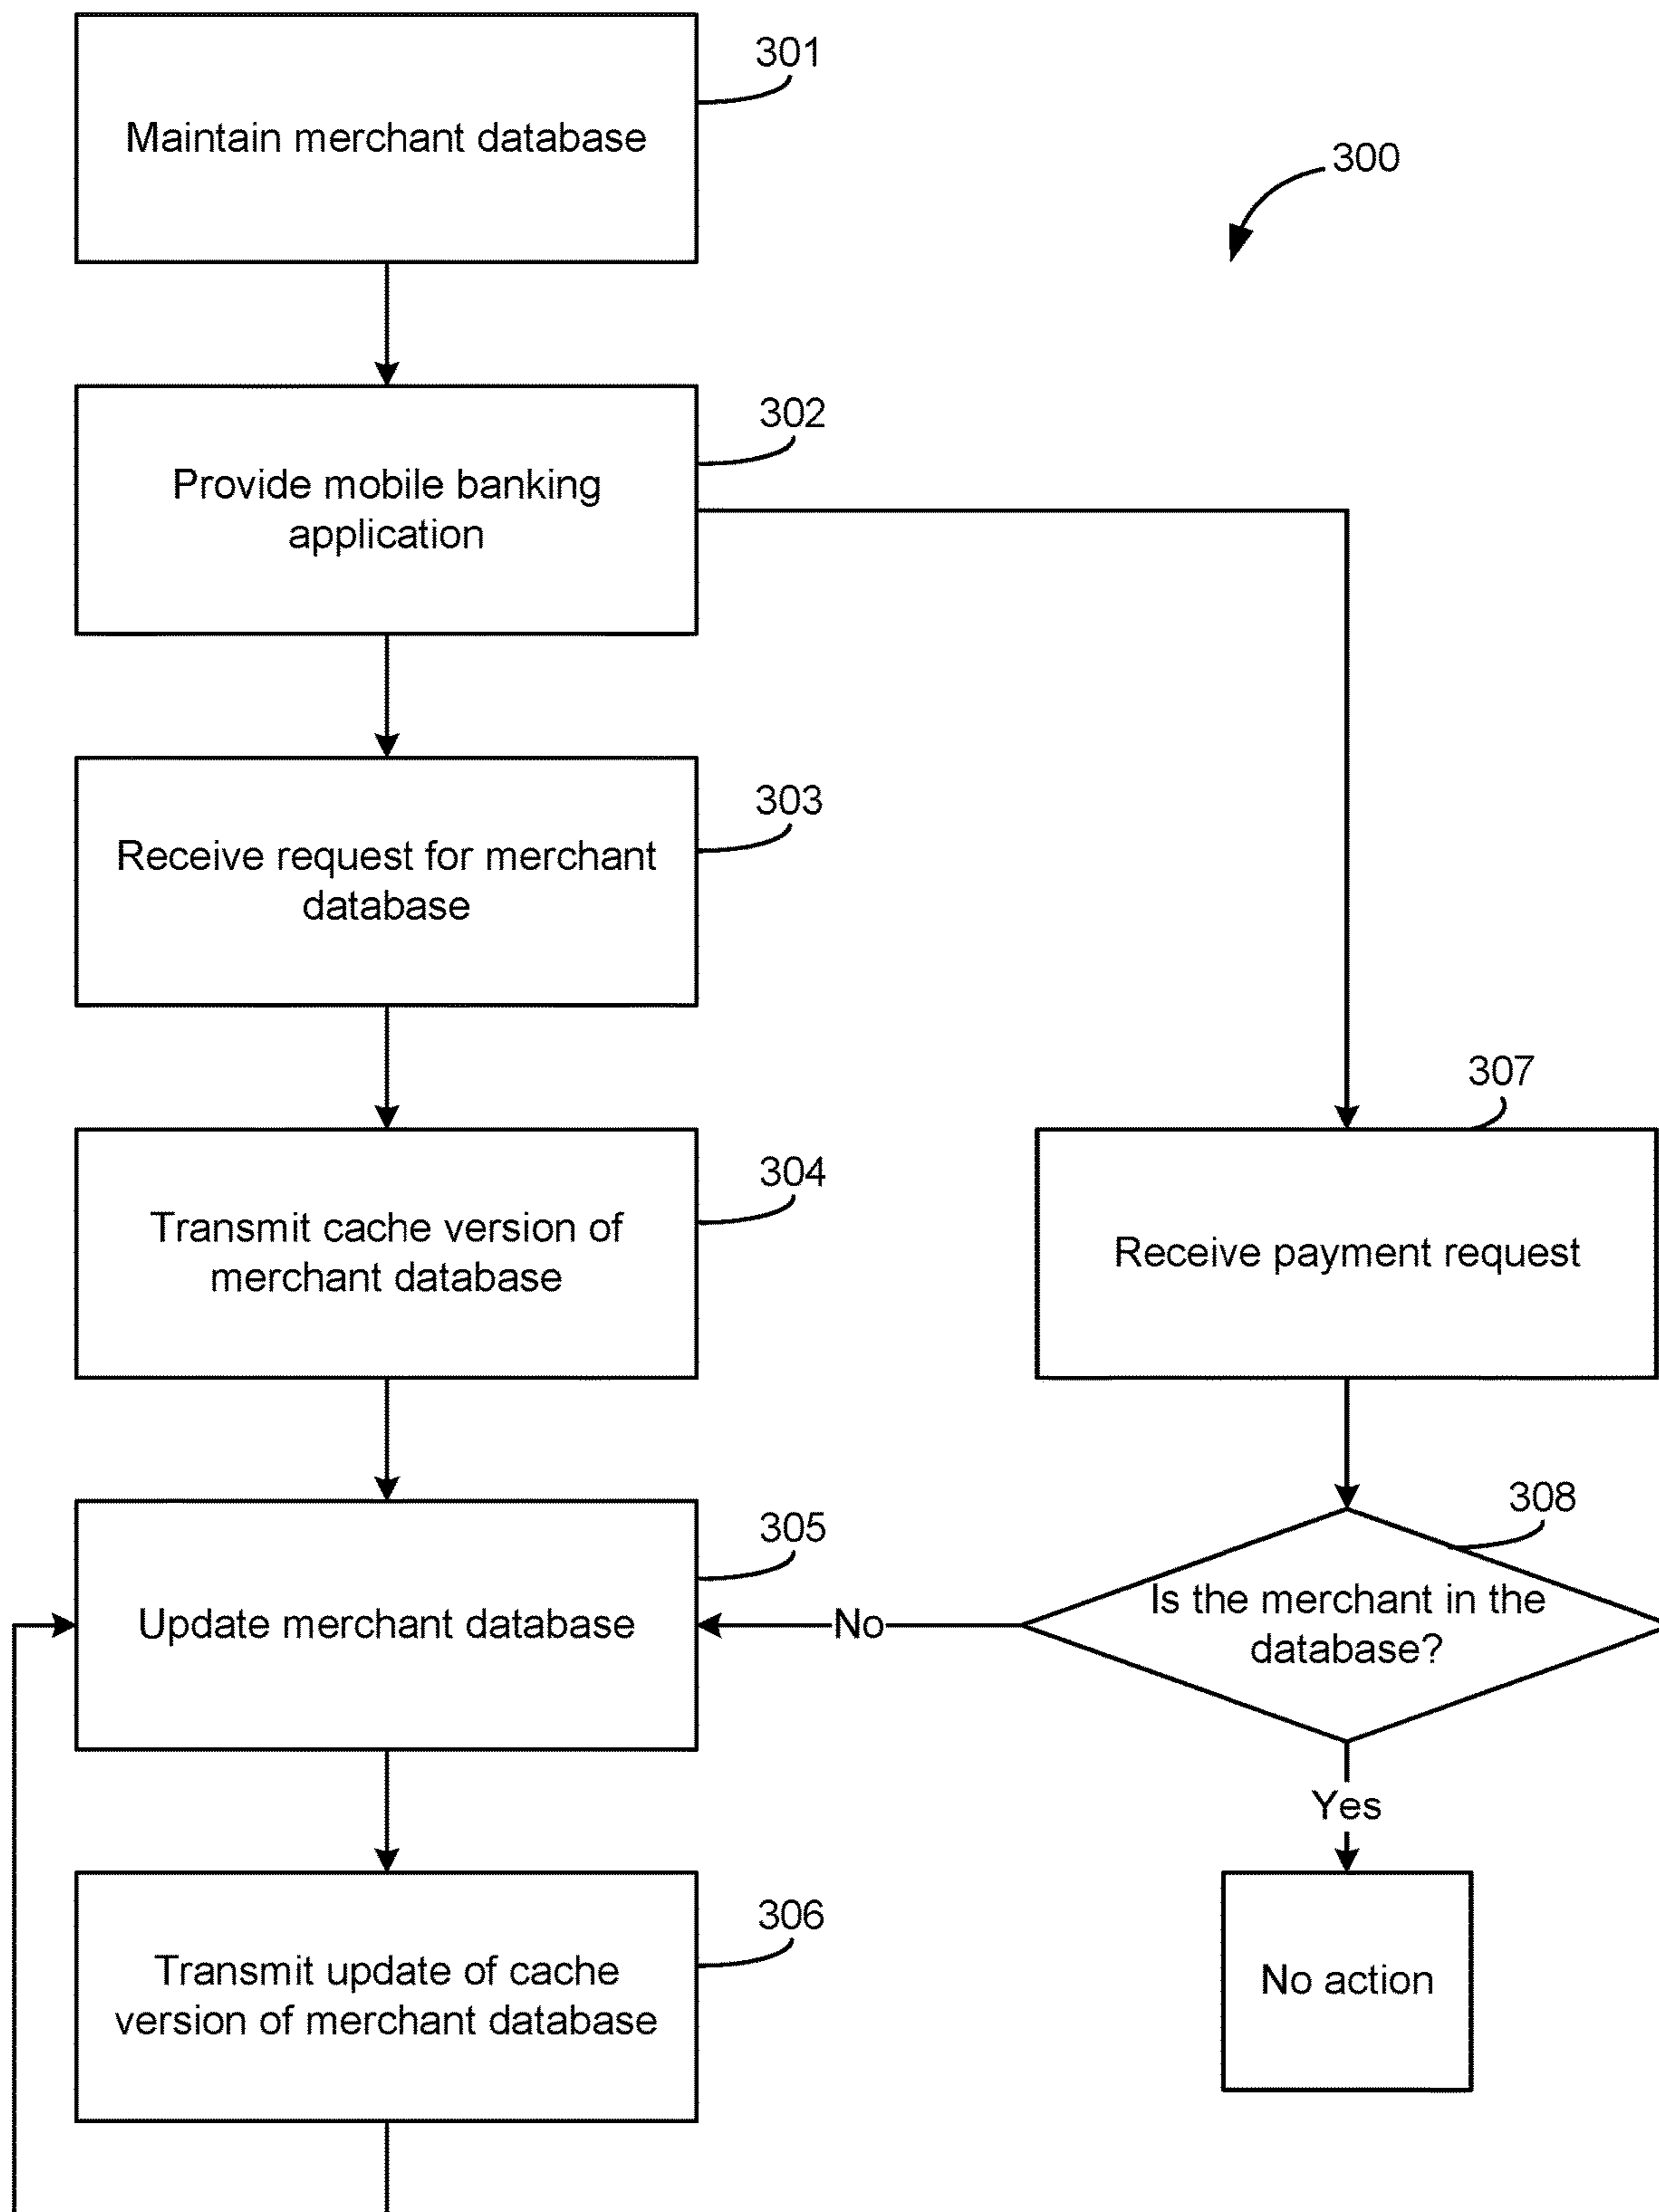 301
Maintain merchant database
300
302
Provide mobile banking
application
303
Receive request for merchant
database
304
Transmit cache version of
merchant database
307
Receive payment request
305
Update merchant database
No
308
Is the merchant in the
database?
Yes
306
Transmit update of cache
version of merchant database
No action